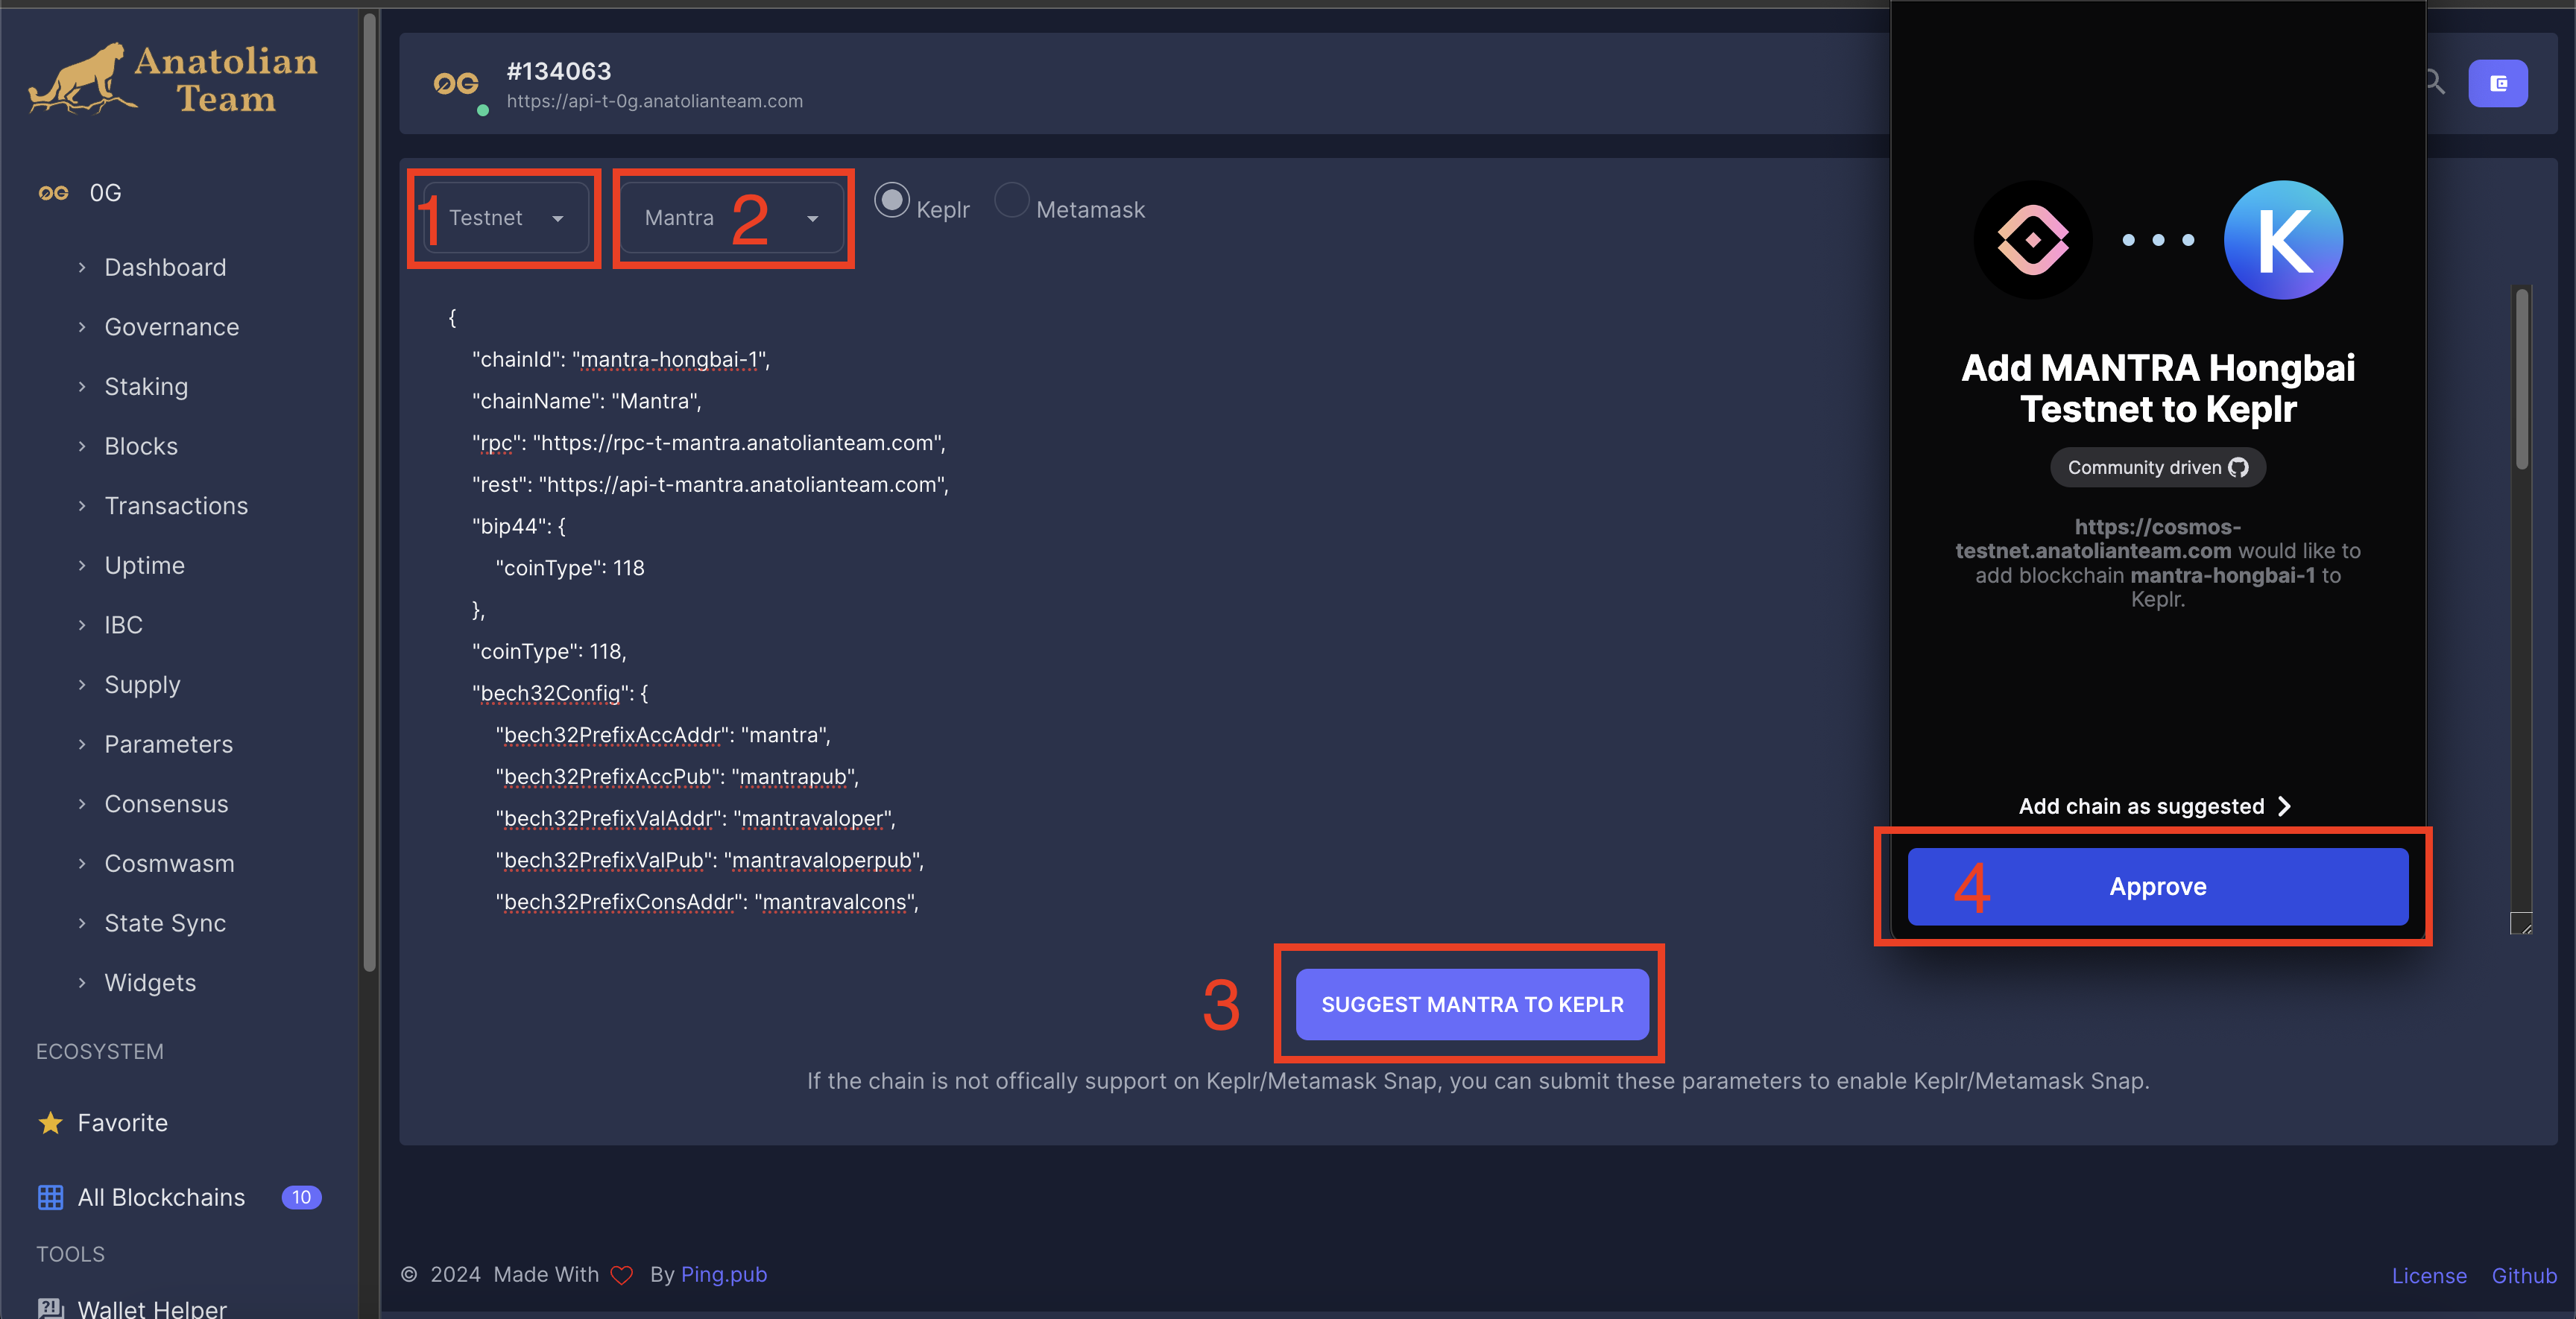 Anatolian
Team
0G
Dashboard
Governance
Staking
Blocks
Transactions
Uptime
IBC
Supply
Parameters
Consensus
Cosmwasm
State Sync
Widgets
ECOSYSTEM
Favorite
All Blockchains 10
TOOLS
Wallet Helper
0G #134063
https://api-t-0g.anatolianteam.com
1 Testnet
Mantra 2
Keplr
Metamask
{
"chainId": "mantra-hongbai-1",
"chainName": "Mantra",
"rpc": "https://rpc-t-mantra.anatolianteam.com",
"rest": "https://api-t-mantra.anatolianteam.com",
"bip44": {
"coinType": 118
},
"coinType": 118,
"bech32Config": {
"bech32PrefixAccAddr": "mantra",
"bech32PrefixAccPub": "mantrapub",
"bech32PrefixValAddr": "mantravaloper",
"bech32PrefixValPub": "mantravaloperpub",
"bech32PrefixConsAddr": "mantravalcons",
3 SUGGEST MANTRA TO KEPLR
If the chain is not offically support on Keplr/Metamask Snap, you can submit these parameters to enable Keplr/Metamask Snap.
K
Add MANTRA Hongbai
Testnet to Keplr
Community driven
https://cosmos-
testnet.anatolianteam.com would like to
add blockchain mantra-hongbai-1 to
Keplr.
Add chain as suggested
4 Approve
© 2024 Made With By Ping.pub
License Github